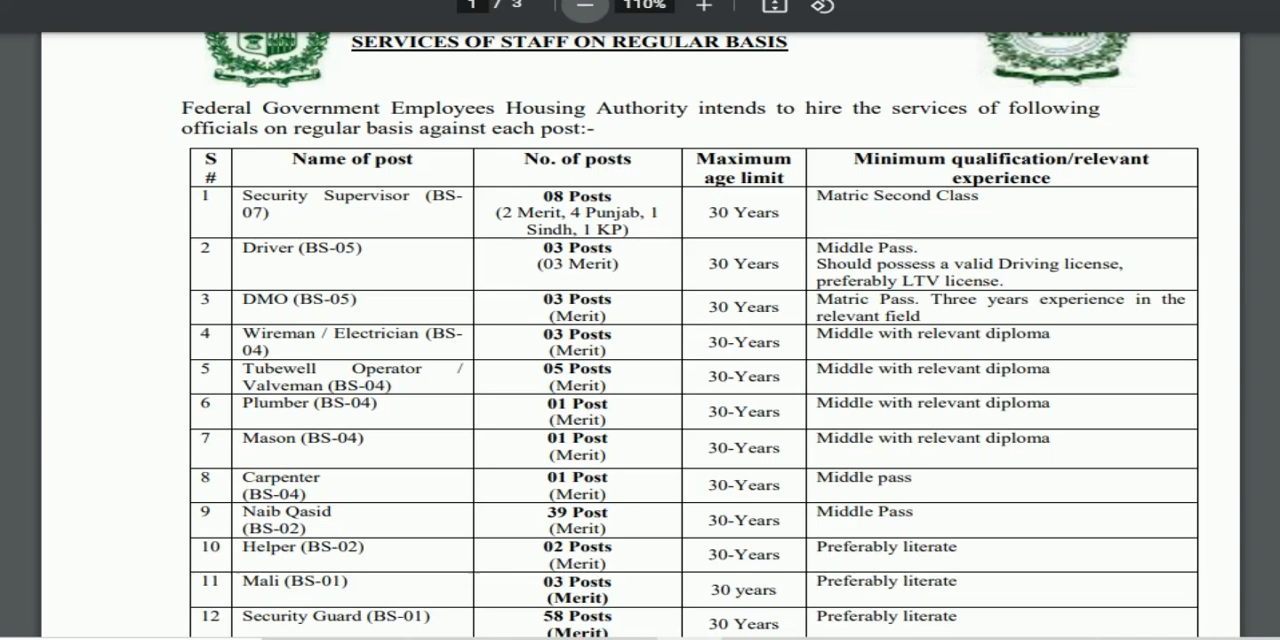 1 / 3 110%
SERVICES OF STAFF ON REGULAR BASIS
Federal Government Employees Housing Authority intends to hire the services of following
officials on regular basis against each post:-
S # Name of post No. of posts Maximum age limit Minimum qualification/relevant experience
1 Security Supervisor (BS-07) 08 Posts (2 Merit, 4 Punjab, 1 Sindh, 1 KP) 30 Years Matric Second Class
2 Driver (BS-05) 03 Posts (03 Merit) 30 Years Middle Pass. Should possess a valid Driving license, preferably LTV license.
3 DMO (BS-05) 03 Posts (Merit) 30 Years Matric Pass. Three years experience in the relevant field
4 Wireman / Electrician (BS-04) 03 Posts (Merit) 30-Years Middle with relevant diploma
5 Tubewell Operator / Valveman (BS-04) 05 Posts (Merit) 30-Years Middle with relevant diploma
6 Plumber (BS-04) 01 Post (Merit) 30-Years Middle with relevant diploma
7 Mason (BS-04) 01 Post (Merit) 30-Years Middle with relevant diploma
8 Carpenter (BS-04) 01 Post (Merit) 30-Years Middle pass
9 Naib Qasid (BS-02) 39 Post (Merit) 30-Years Middle Pass
10 Helper (BS-02) 02 Posts (Merit) 30-Years Preferably literate
11 Mali (BS-01) 03 Posts (Merit) 30 years Preferably literate
12 Security Guard (BS-01) 58 Posts (Merit) 30 Years Preferably literate